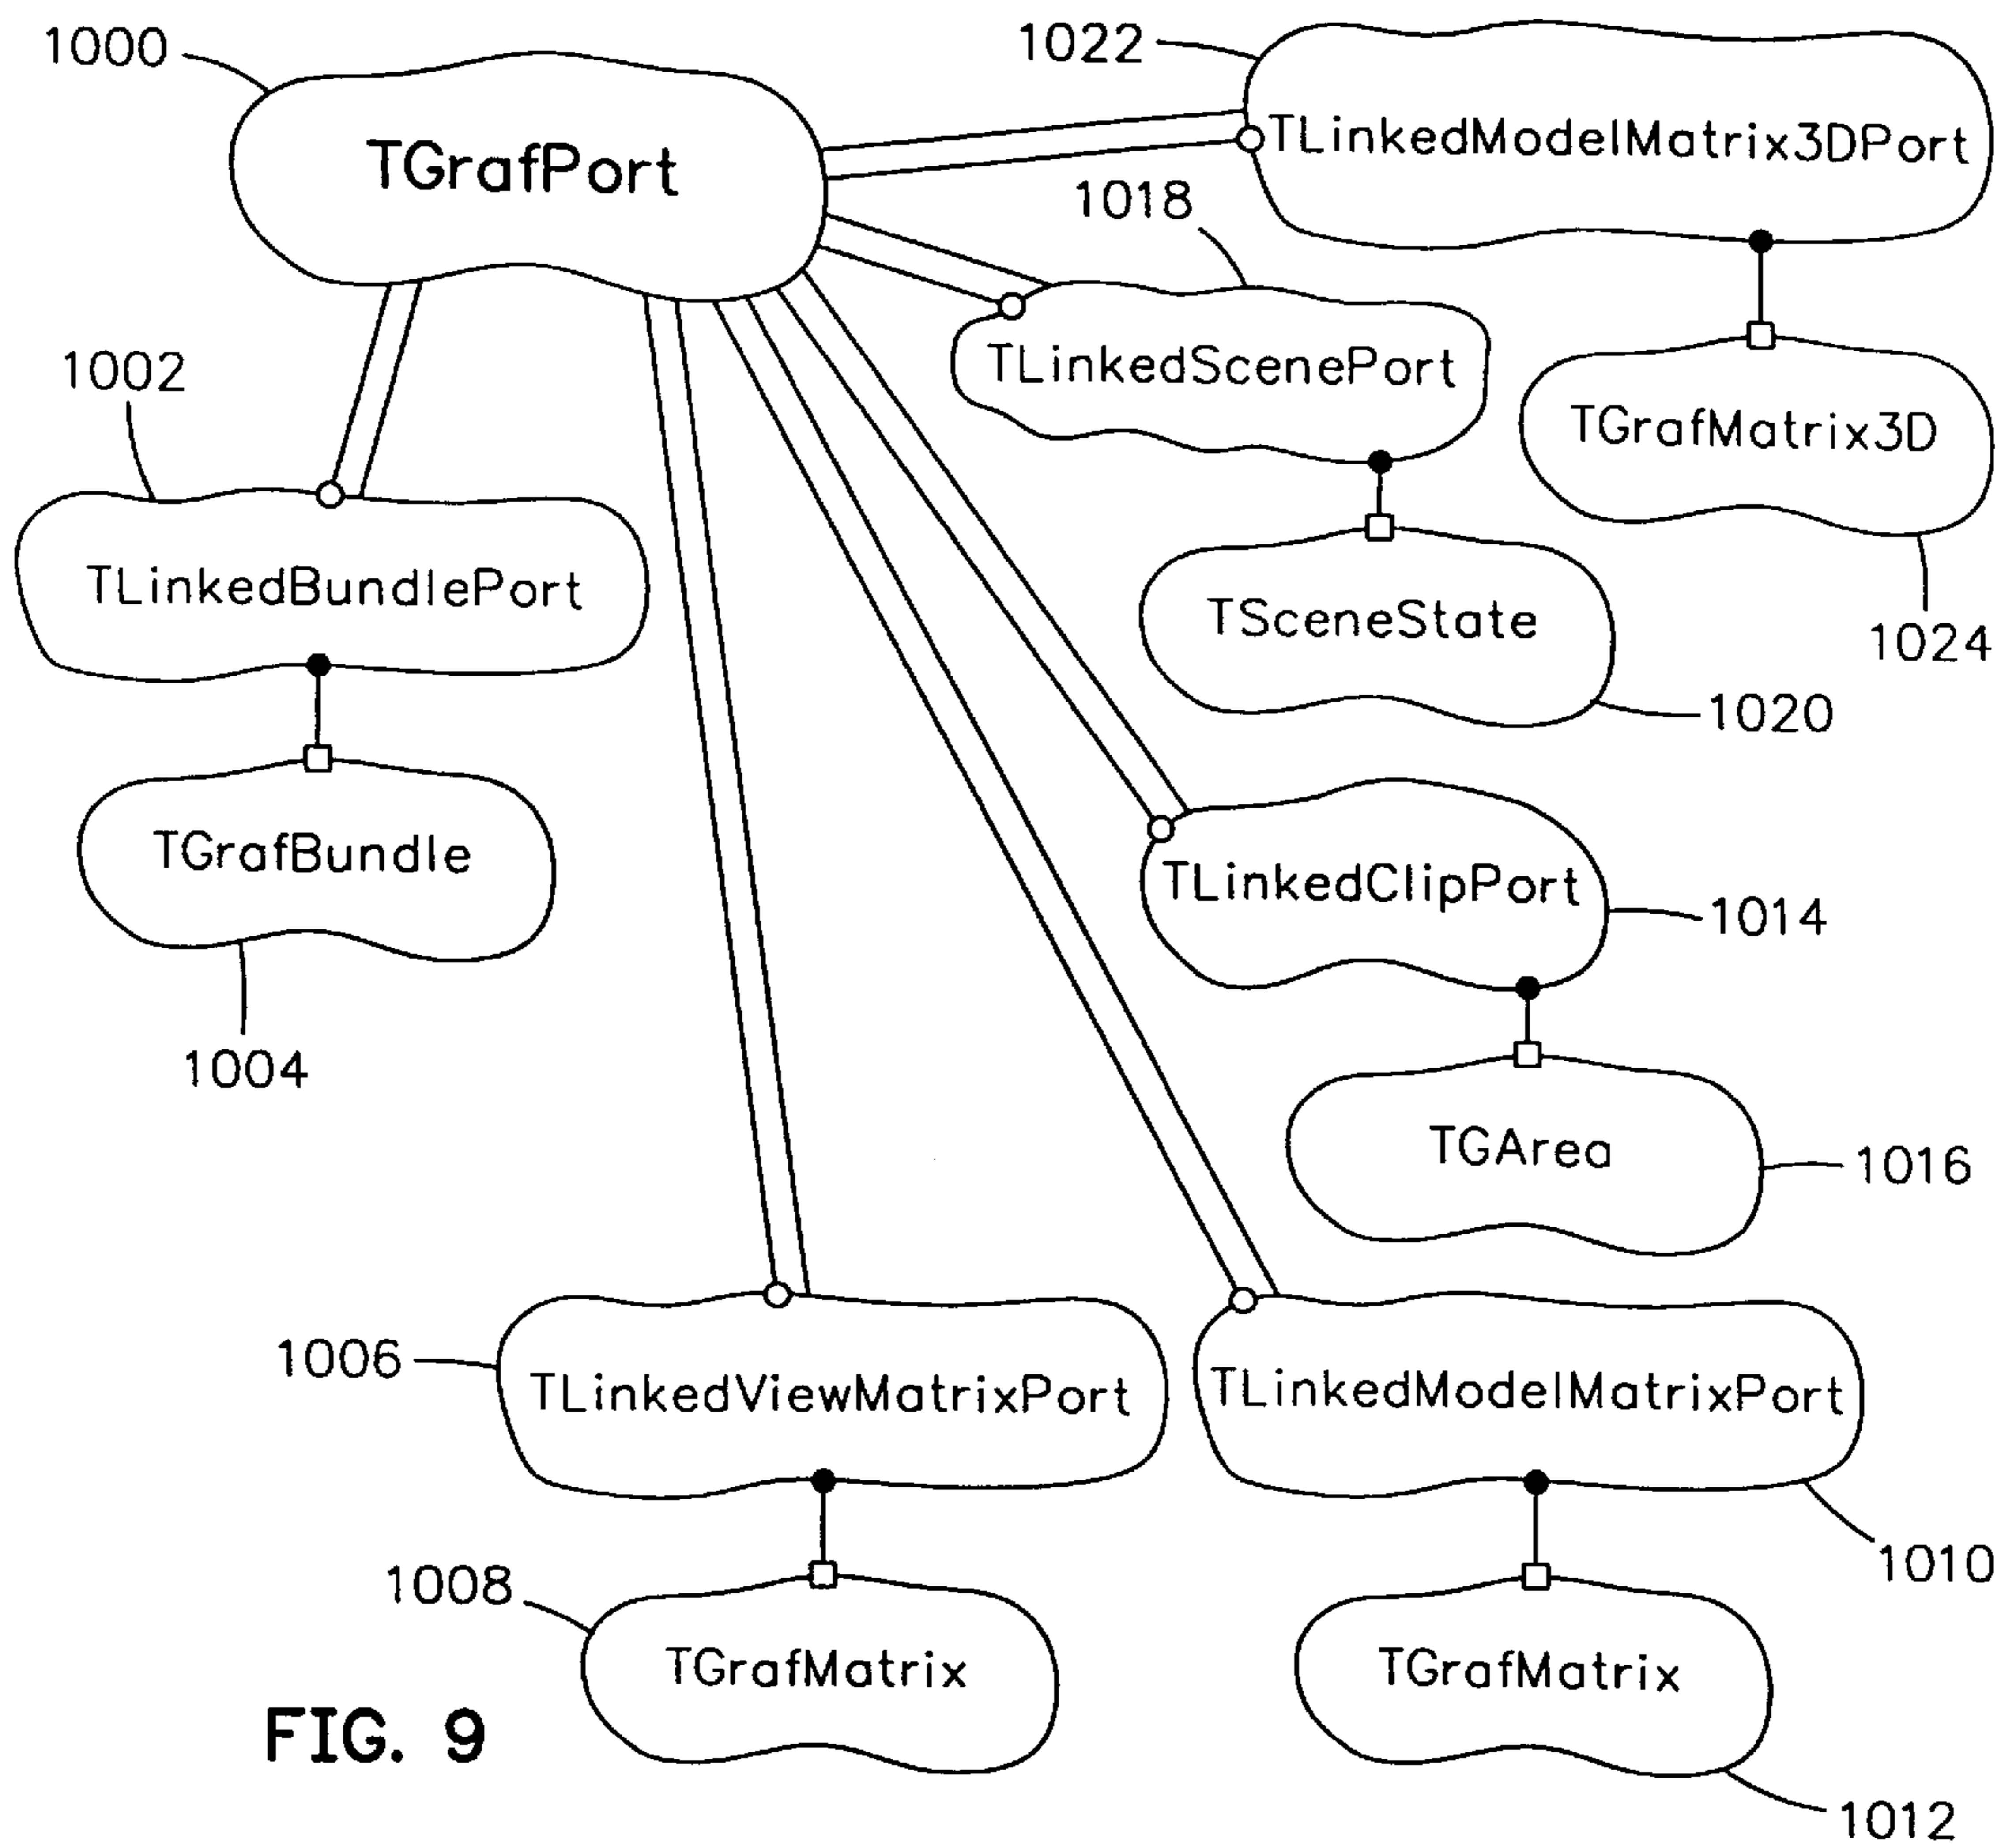 1000
1022
TGrafPort
TLinkedModelMatrix3DPort
1018
1002
TLinkedScenePort
TGrafMatrix3D
TLinkedBundlePort
TSceneState
1024
1020
TGrafBundle
TLinkedClipPort
1014
1004
TGArea
1016
1006
TLinkedViewMatrixPort
TLinkedModelMatrixPort
1010
1008
TGrafMatrix
TGrafMatrix
FIG. 9
1012